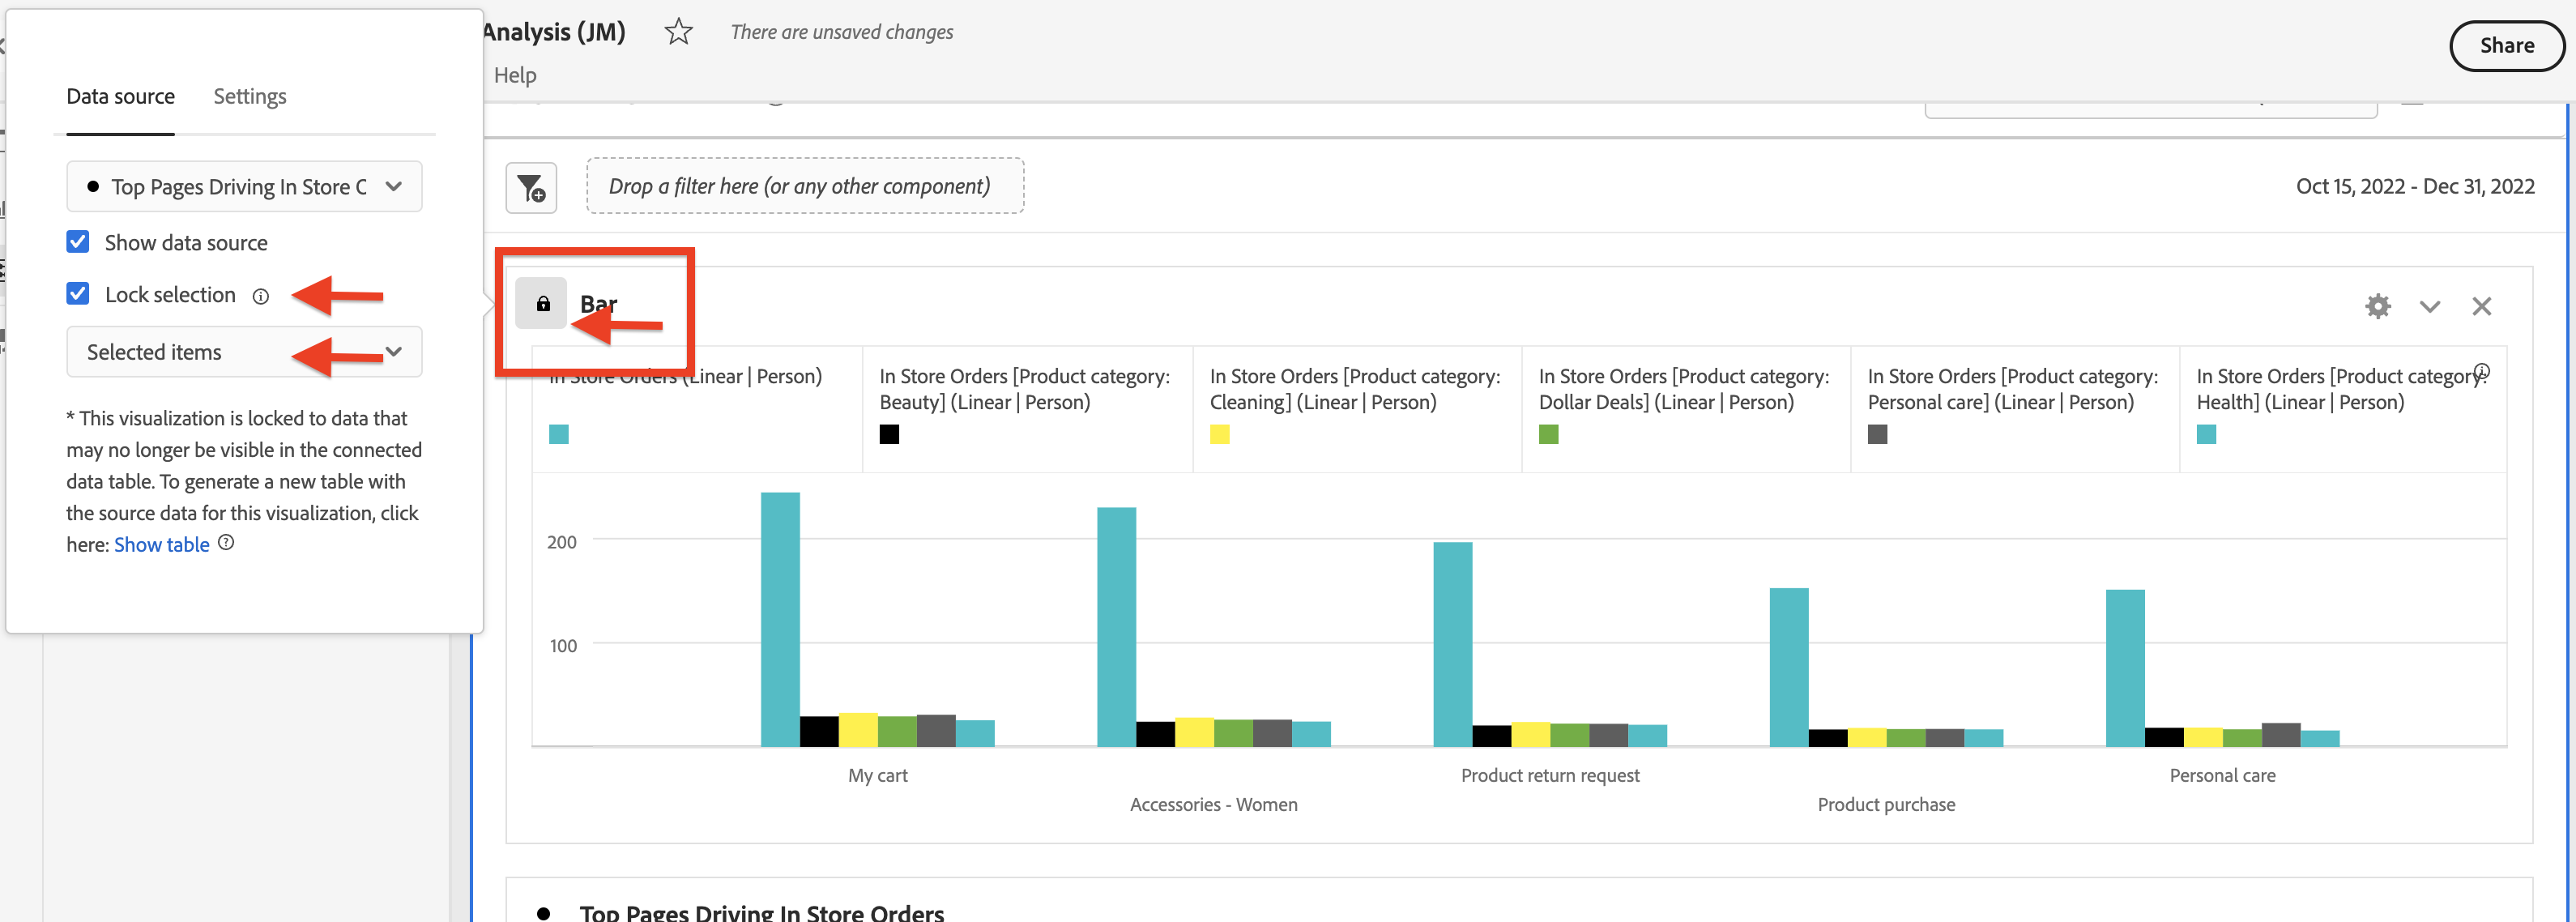 Analysis (JM)
There are unsaved changes
Share
Help
Data source
Settings
Top Pages Driving In Store
Show data source
Lock selection
Selected items
* This visualization is locked to data that
may no longer be visible in the connected
data table. To generate a new table with
the source data for this visualization, click
here: Show table
Drop a filter here (or any other component)
Oct 15, 2022 - Dec 31, 2022
Bar
In Store Orders (Linear | Person)
In Store Orders [Product category:
Beauty] (Linear | Person)
In Store Orders [Product category:
Cleaning] (Linear | Person)
In Store Orders [Product category:
Dollar Deals] (Linear | Person)
In Store Orders [Product category:
Personal care] (Linear | Person)
In Store Orders [Product category:
Health] (Linear | Person)
200
100
My cart
Accessories - Women
Product return request
Product purchase
Personal care
Top Pages Driving In Store Orders